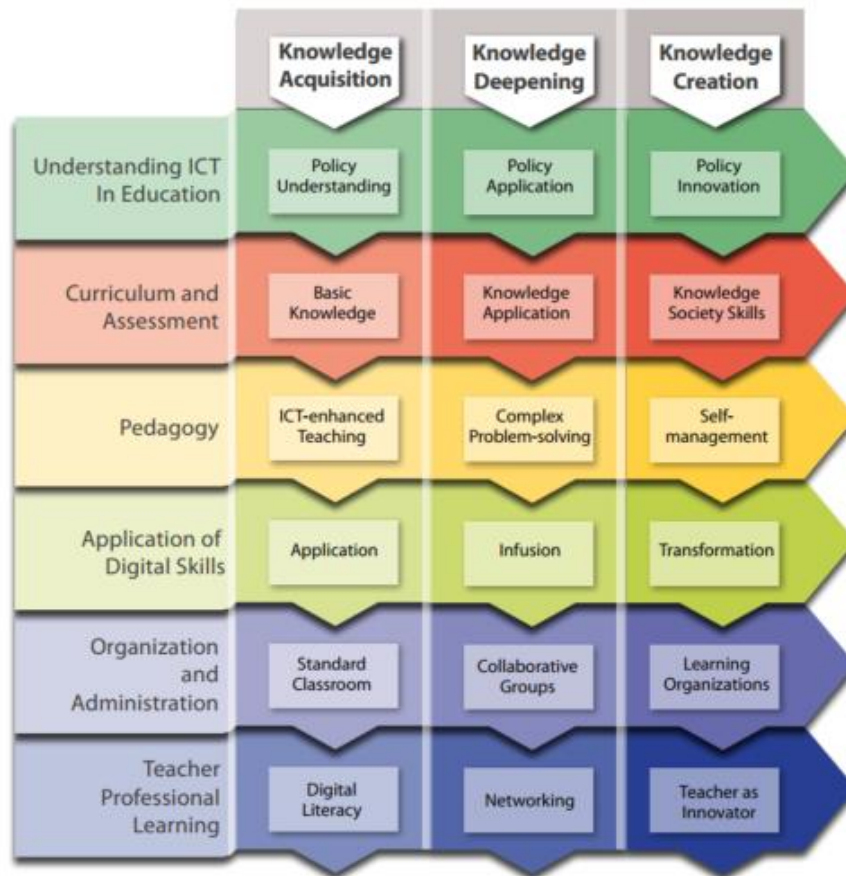 Knowledge
Acquisition
Knowledge
Deepening
Knowledge
Creation
Understanding ICT
In Education
Policy
Understanding
Policy
Application
Policy
Innovation
Curriculum and
Assessment
Basic
Knowledge
Knowledge
Application
Knowledge
Society Skills
Pedagogy
ICT-enhanced
Teaching
Complex
Problem-solving
Self-
management
Application of
Digital Skills
Application
Infusion
Transformation
Organization
and
Administration
Standard
Classroom
Collaborative
Groups
Learning
Organizations
Teacher
Professional
Learning
Digital
Literacy
Networking
Teacher as
Innovator